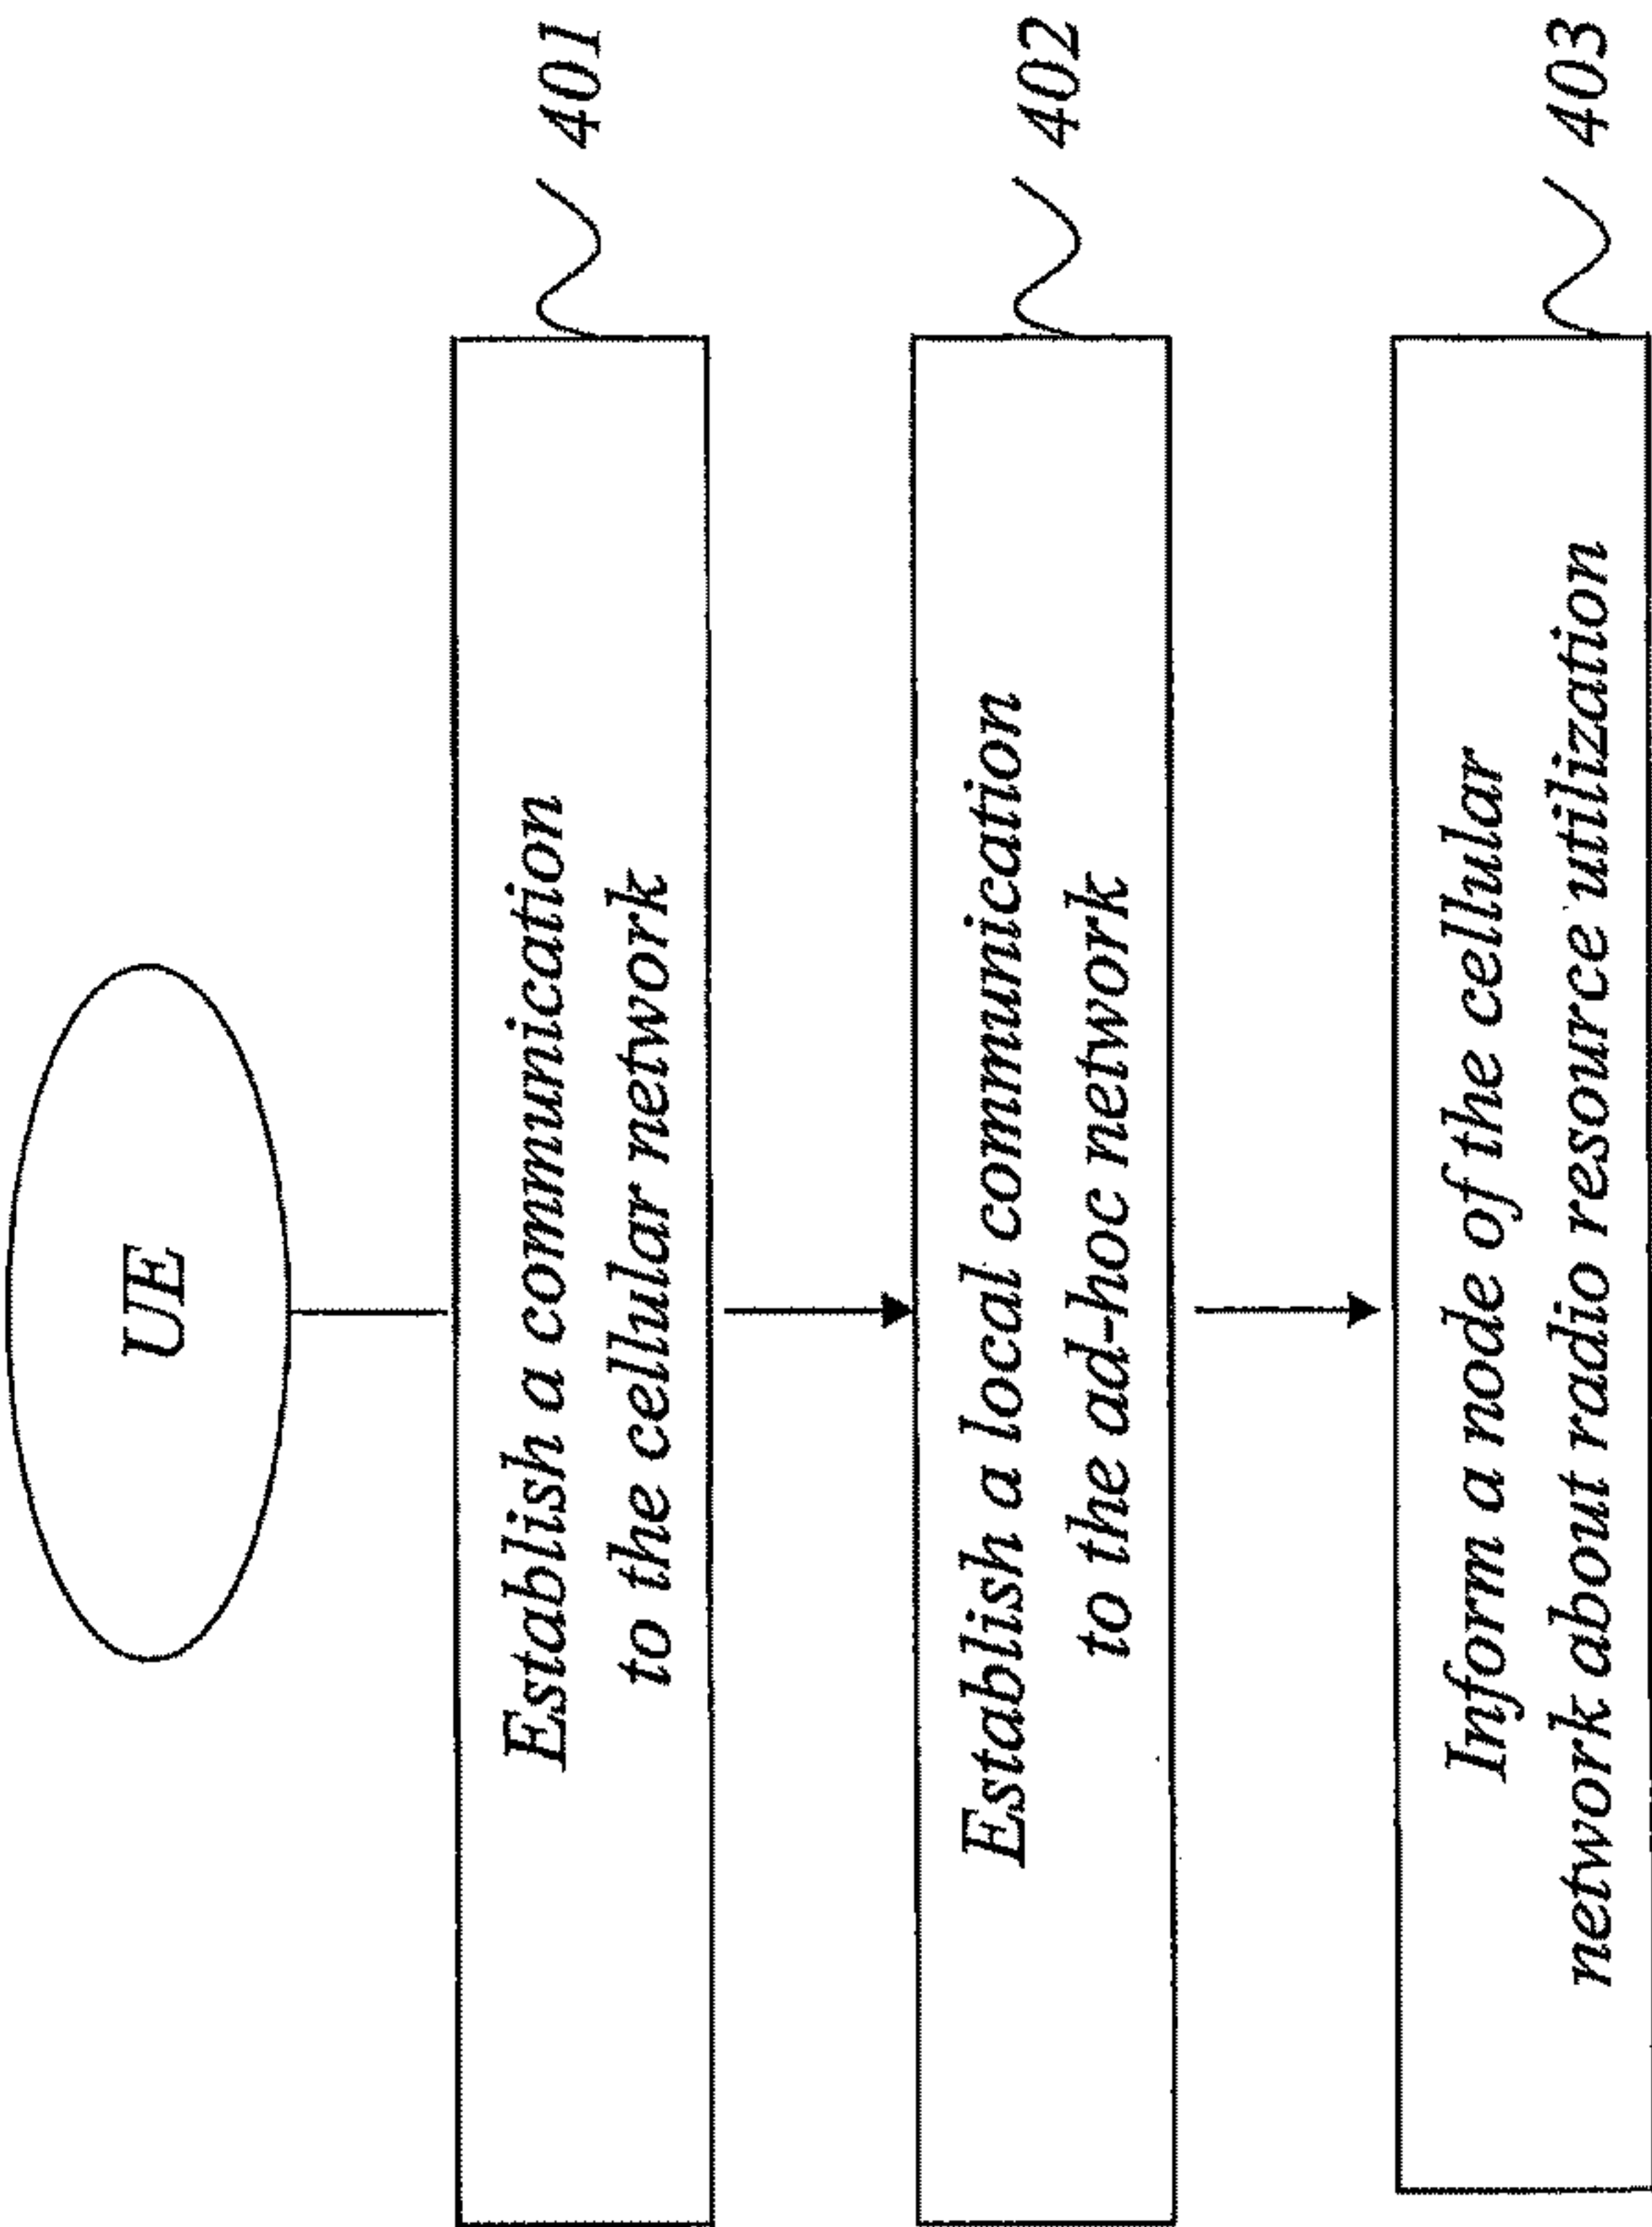 UE
Establish a communication
to the cellular network
401
Establish a local communication
to the ad-hoc network
402
Inform a node of the cellular
network about radio resource utilization
403